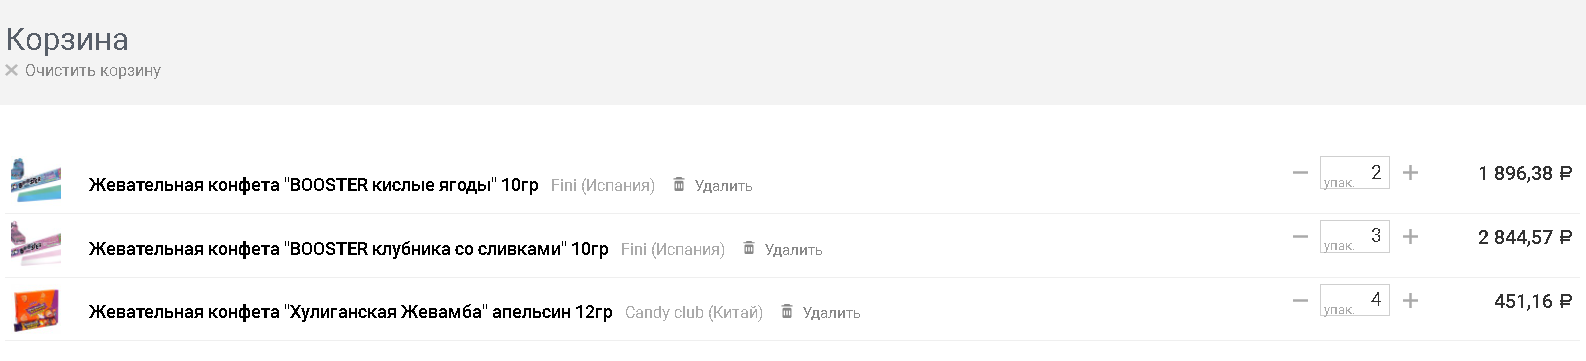 Корзина
Очистить корзину
Жевательная конфета "BOOSTER кислые ягоды" 10гр Fini (Испания) Удалить упак. 2 1 896,38 ₽
Жевательная конфета "BOOSTER клубника со сливками" 10гр Fini (Испания) Удалить упак. 3 2 844,57 ₽
Жевательная конфета "Хулиганская Жевамба" апельсин 12гр Candy club (Китай) Удалить упак. 4 451,16 ₽